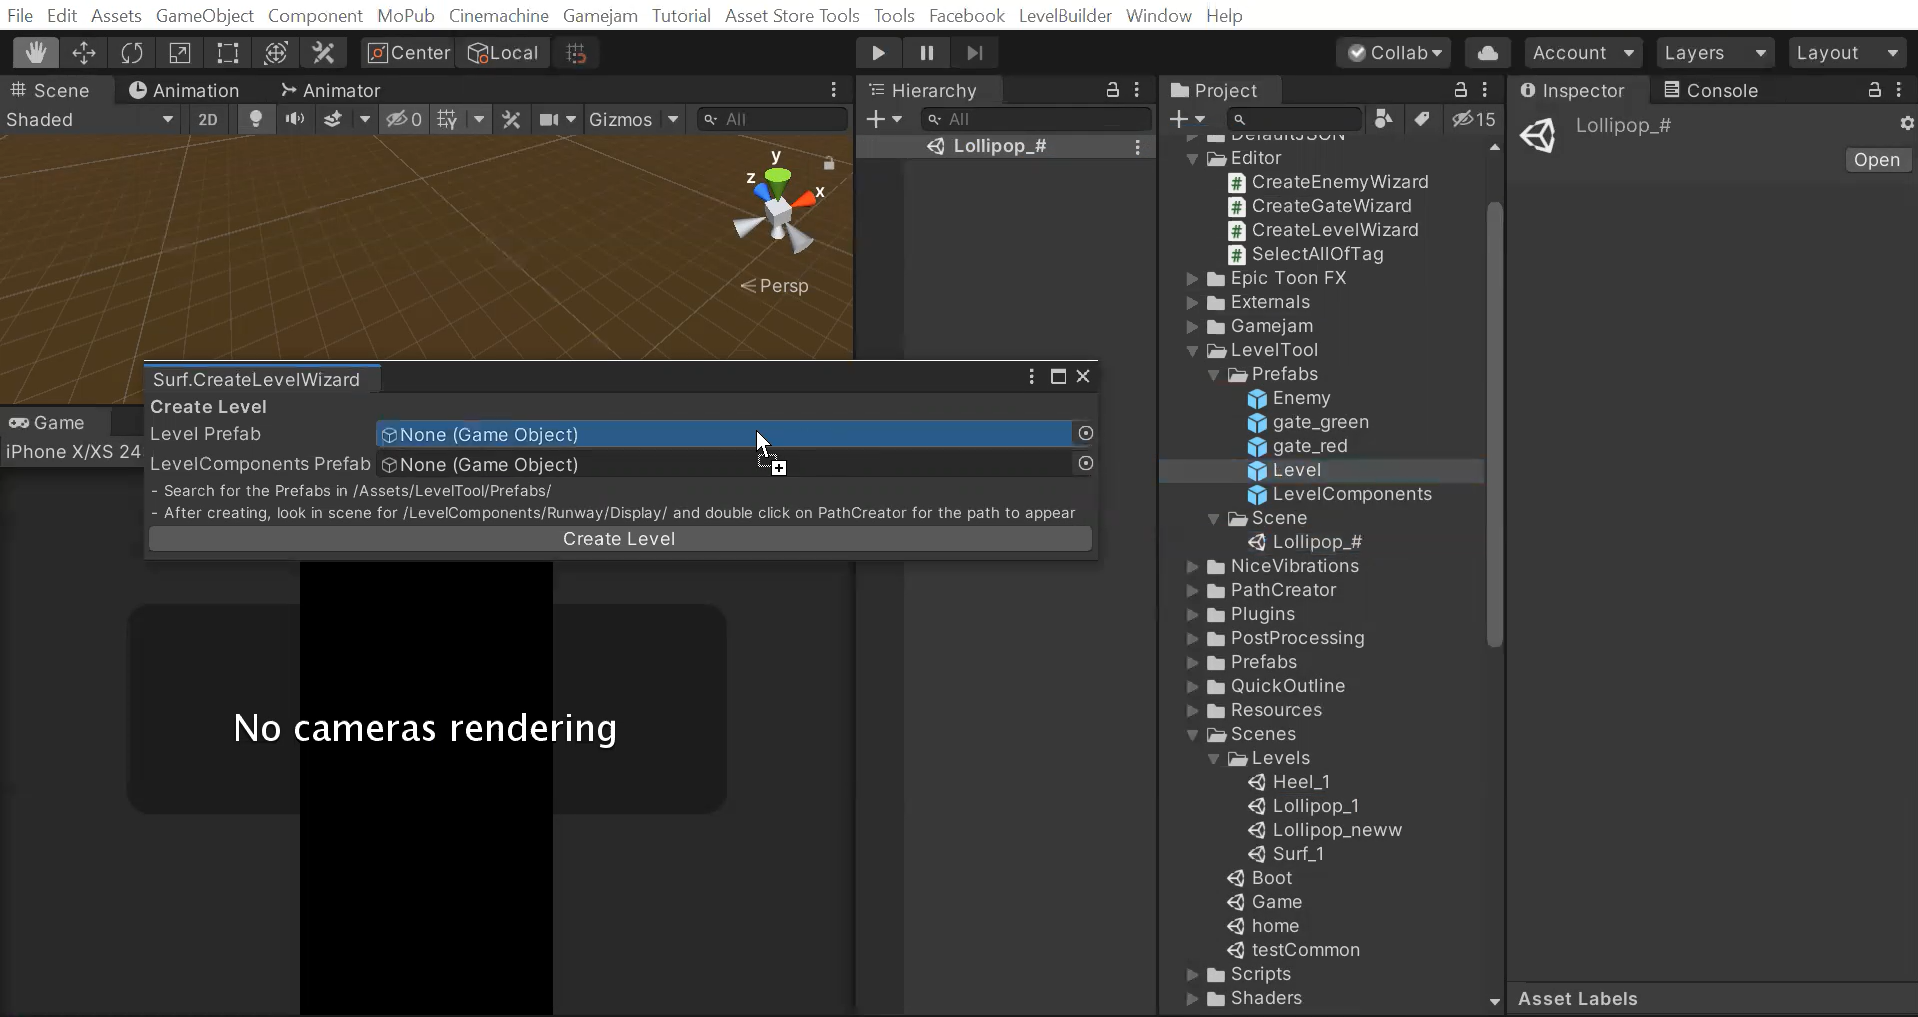 File Edit Assets GameObject Component MoPub Cinemachine Gamejam Tutorial Asset Store Tools Tools Facebook LevelBuilder Window Help
Center Local Collab Account Layers Layout
Scene Animation Animator
Shaded 2D 0 Gizmos All
y
z x
Persp
Hierarchy
All
Lollipop_#
Surf.CreateLevelWizard
Create Level
Level Prefab None (Game Object)
LevelComponents Prefab None (Game Object)
- Search for the Prefabs in /Assets/LevelTool/Prefabs/
- After creating, look in scene for /LevelComponents/Runway/Display/ and double click on PathCreator for the path to appear
Create Level
Game
iPhone X/XS 24
No cameras rendering
Project
15
DefaultJSON
Editor
CreateEnemyWizard
CreateGateWizard
CreateLevelWizard
SelectAllOfTag
Epic Toon FX
Externals
Gamejam
LevelTool
Prefabs
Enemy
gate_green
gate_red
Level
LevelComponents
Scene
Lollipop_#
NiceVibrations
PathCreator
Plugins
PostProcessing
Prefabs
QuickOutline
Resources
Scenes
Levels
Heel_1
Lollipop_1
Lollipop_neww
Surf_1
Boot
Game
home
testCommon
Scripts
Shaders
Inspector Console
Lollipop_#
Open
Asset Labels